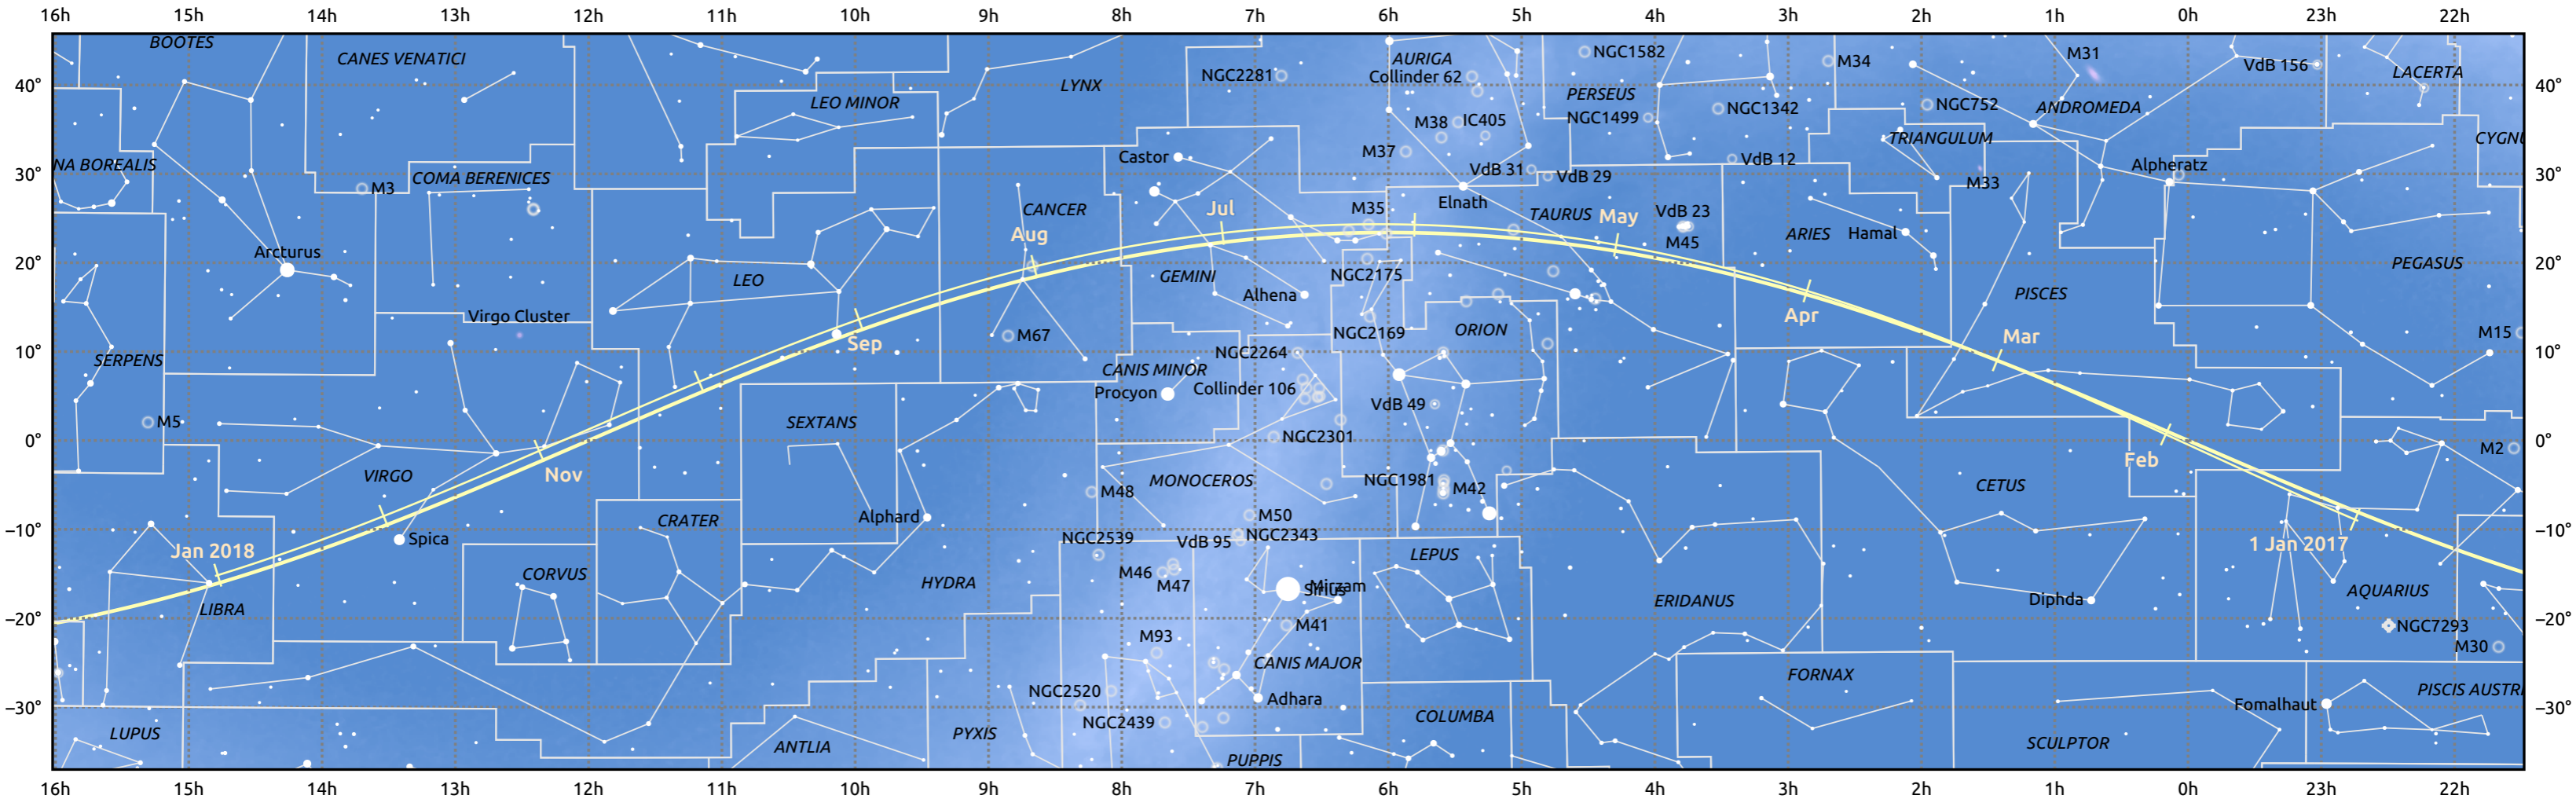 16h 15h 14h 13h 12h 11h 10h 9h 8h 7h 6h 5h 4h 3h 2h 1h 0h 23h 22h
BOOTES
CANES VENATICI
AURIGA
NGC1582
M31
M34
VdB 156
LACERTA
NGC2281
Collinder 62
40°
LYNX
40°
PERSEUS
LEO MINOR
NGC752
ANDROMEDA
NGC1342
NGC1499
M38
IC405
TRIANGULUM
CYGNU
M37
Castor
VdB 12
NA BOREALIS
Alpheratz
30°
COMA BERENICES
VdB 31
VdB 29
30°
M3
M33
Elnath
CANCER
Jul
M35
TAURUS
May
VdB 23
Aug
ARIES
Hamal
M45
Arcturus
20°
LEO
GEMINI
NGC2175
PEGASUS
20°
Alhena
PISCES
Virgo Cluster
Apr
M67
NGC2169
ORION
Mar
M15
Sep
10°
SERPENS
NGC2264
10°
CANIS MINOR
Procyon
Collinder 106
VdB 49
M5
SEXTANS
0°
NGC2301
0°
M2
Feb
VIRGO
Nov
MONOCEROS
NGC1981
M42
CETUS
M48
Alphard
CRATER
M50
−10°
Spica
NGC2539
VdB 95
NGC2343
−10°
Jan 2018
1 Jan 2017
LEPUS
CORVUS
M46
HYDRA
M47
Sirius
Mirzam
AQUARIUS
LIBRA
ERIDANUS
Diphda
−20°
M41
NGC7293
−20°
M93
M30
CANIS MAJOR
FORNAX
NGC2520
PISCIS AUSTRI
−30°
Adhara
Fomalhaut
−30°
NGC2439
COLUMBA
LUPUS
PYXIS
ANTLIA
SCULPTOR
PUPPIS
16h 15h 14h 13h 12h 11h 10h 9h 8h 7h 6h 5h 4h 3h 2h 1h 0h 23h 22h